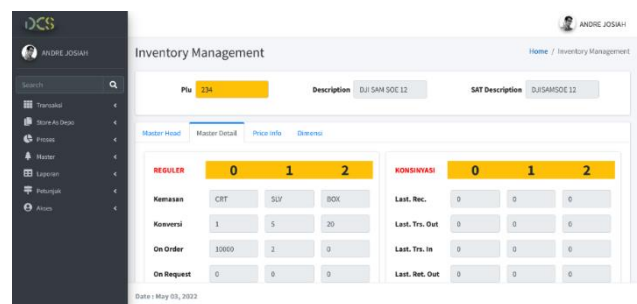 DCS
ANDRE JOSIAH
ANDRE JOSIAH
Search
Transaksi
Store As Depo
Proses
Master
Laporan
Petunjuk
Akses
Inventory Management
Home / Inventory Management
Plu 234 Description DJI SAM SOE 12 SAT Description DJISAMSOE 12
Master Head Master Detail Price Info Dimensi
REGULER 0 1 2
Kemasan CRT SLV BOX
Konversi 1 5 20
On Order 10000 2 0
On Request 0 0 0
KONSINYASI 0 1 2
Last. Rec. 0 0 0
Last. Trs. Out 0 0 0
Last. Trs. In 0 0 0
Last. Ret. Out 0 0 0
Date : May 03, 2022